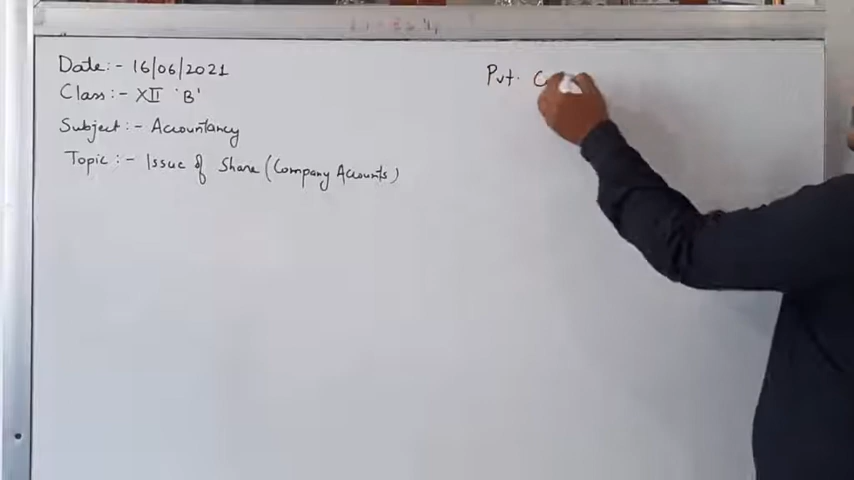 Date:- 16/06/2021
Class:- XII 'B'
Subject:- Accountancy
Topic:- Issue of Share (Company Accounts)
Pvt.